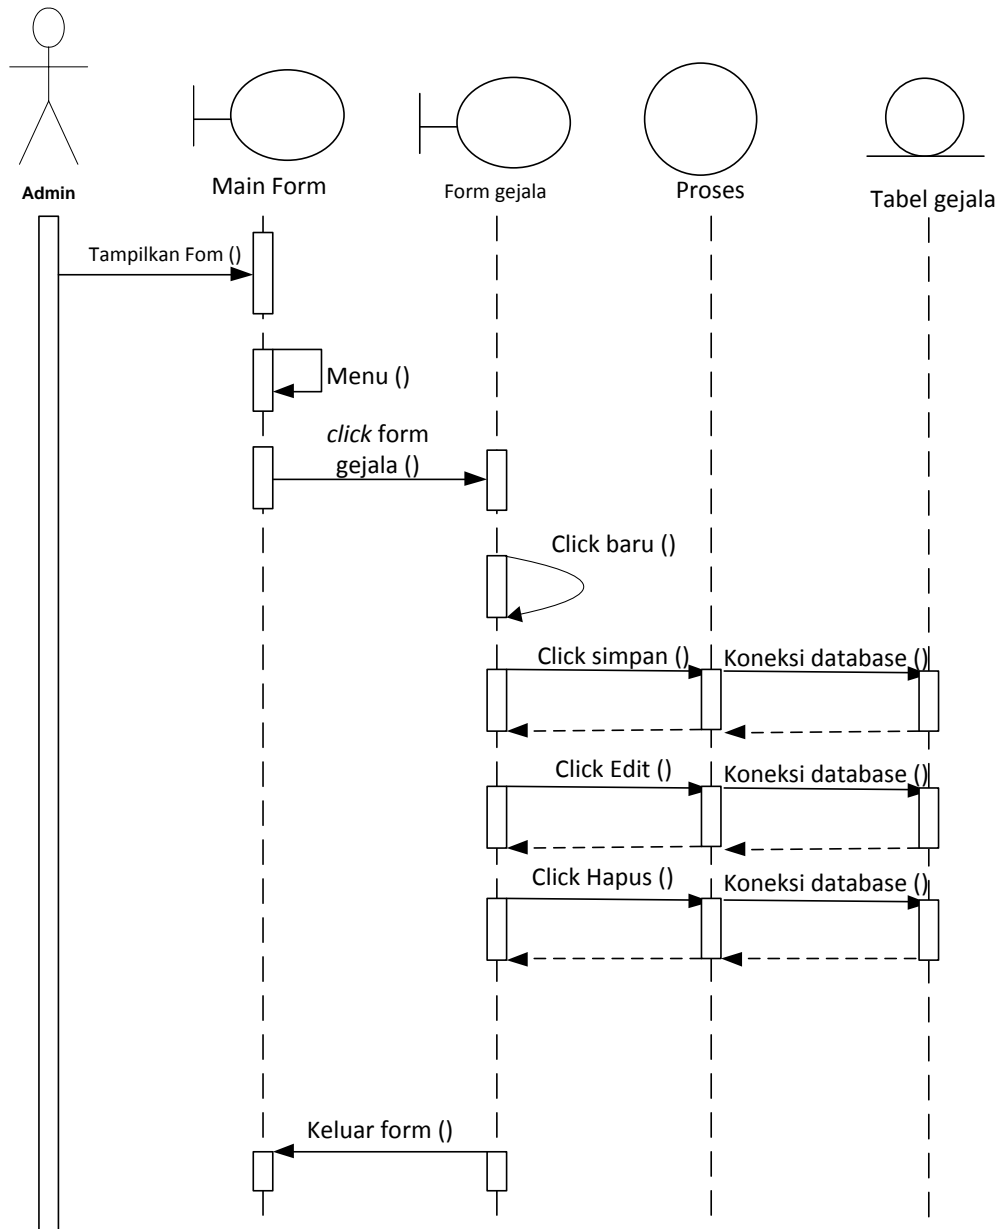 Admin
Main Form
Form gejala
Proses
Tabel gejala
Tampilkan Fom ()
Menu ()
click form
gejala ()
Click baru ()
Click simpan ()
Koneksi database ()
Click Edit ()
Koneksi database ()
Click Hapus ()
Koneksi database ()
Keluar form ()